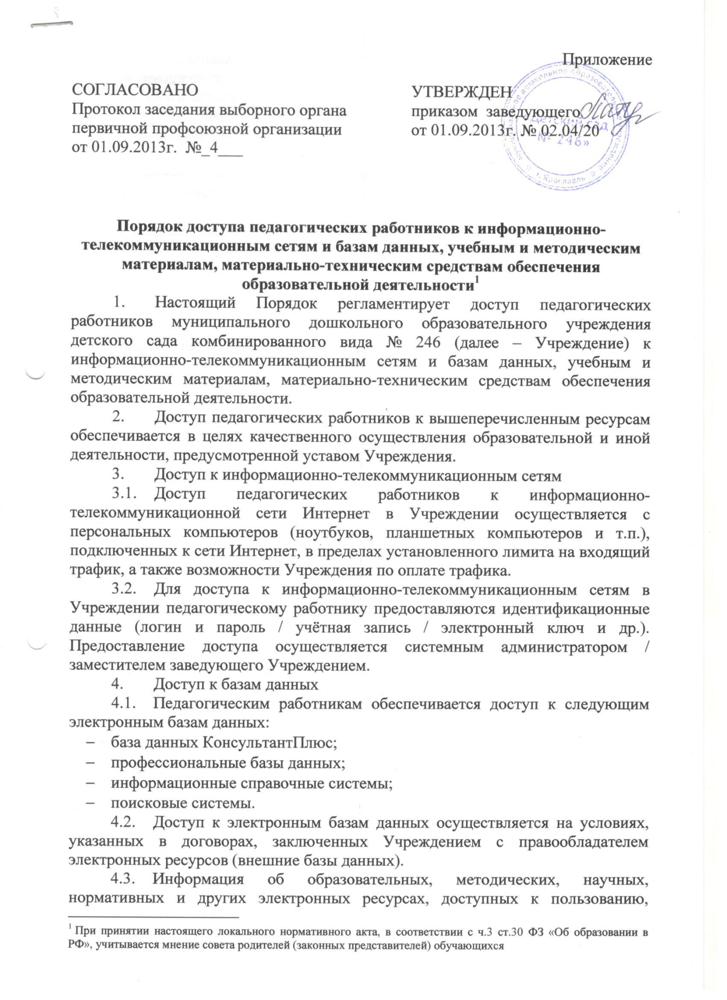 Приложение
СОГЛАСОВАНО
Протокол заседания выборного органа
первичной профсоюзной организации
от 01.09.2013г. №_4___
УТВЕРЖДЕН
приказом заведующего
от 01.09.2013г. № 02.04/20
дошкольное образовательное учреждение
«Детский сад
№ 246»
г. Ярославль
Порядок доступа педагогических работников к информационно-
телекоммуникационным сетям и базам данных, учебным и методическим
материалам, материально-техническим средствам обеспечения
образовательной деятельности¹
1. Настоящий Порядок регламентирует доступ педагогических
работников муниципального дошкольного образовательного учреждения
детского сада комбинированного вида № 246 (далее – Учреждение) к
информационно-телекоммуникационным сетям и базам данных, учебным и
методическим материалам, материально-техническим средствам обеспечения
образовательной деятельности.
2. Доступ педагогических работников к вышеперечисленным ресурсам
обеспечивается в целях качественного осуществления образовательной и иной
деятельности, предусмотренной уставом Учреждения.
3. Доступ к информационно-телекоммуникационным сетям
3.1. Доступ педагогических работников к информационно-
телекоммуникационной сети Интернет в Учреждении осуществляется с
персональных компьютеров (ноутбуков, планшетных компьютеров и т.п.),
подключенных к сети Интернет, в пределах установленного лимита на входящий
трафик, а также возможности Учреждения по оплате трафика.
3.2. Для доступа к информационно-телекоммуникационным сетям в
Учреждении педагогическому работнику предоставляются идентификационные
данные (логин и пароль / учётная запись / электронный ключ и др.).
Предоставление доступа осуществляется системным администратором /
заместителем заведующего Учреждением.
4. Доступ к базам данных
4.1. Педагогическим работникам обеспечивается доступ к следующим
электронным базам данных:
– база данных КонсультантПлюс;
– профессиональные базы данных;
– информационные справочные системы;
– поисковые системы.
4.2. Доступ к электронным базам данных осуществляется на условиях,
указанных в договорах, заключенных Учреждением с правообладателем
электронных ресурсов (внешние базы данных).
4.3. Информация об образовательных, методических, научных,
нормативных и других электронных ресурсах, доступных к пользованию,
¹ При принятии настоящего локального нормативного акта, в соответствии с ч.3 ст.30 ФЗ «Об образовании в
РФ», учитывается мнение совета родителей (законных представителей) обучающихся